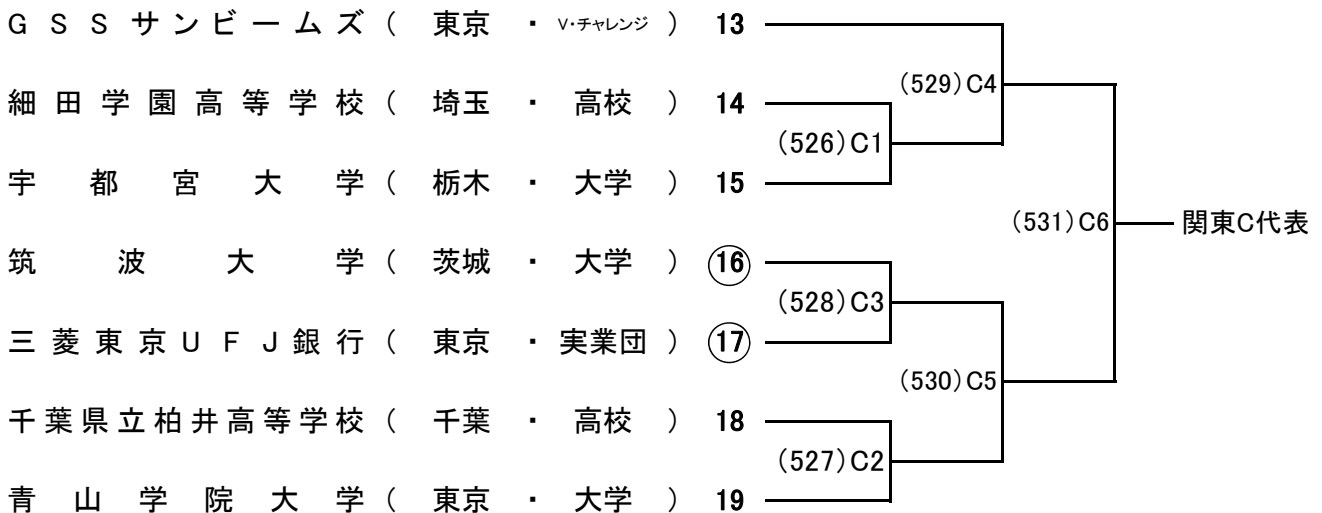 GSSサンビームズ( 東京 ・ V・チャレンジ ) 13
(529)C4
細田学園高等学校( 埼玉 ・ 高校 ) 14
(526)C1
宇都宮大学( 栃木 ・ 大学 ) 15
(531)C6 関東C代表
筑波大学( 茨城 ・ 大学 ) 16
(528)C3
三菱東京UFJ銀行( 東京 ・ 実業団 ) 17
(530)C5
千葉県立柏井高等学校( 千葉 ・ 高校 ) 18
(527)C2
青山学院大学( 東京 ・ 大学 ) 19